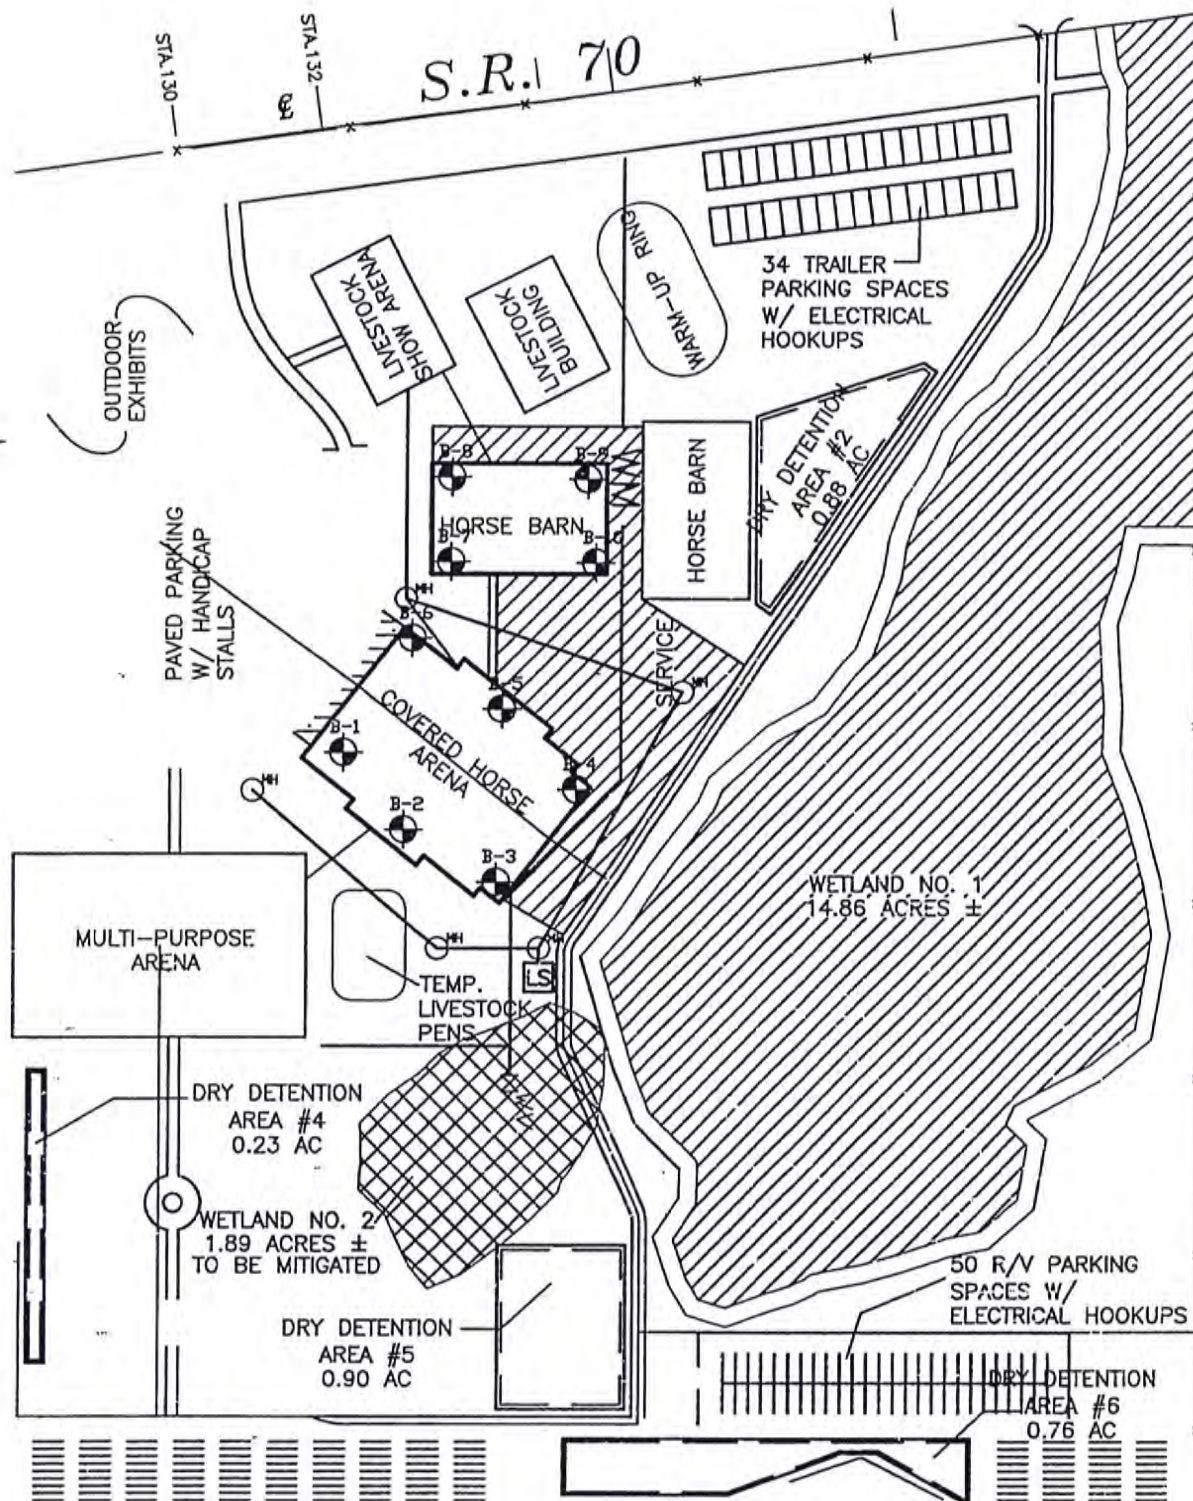 STA.130
STA.132
℄
S.R. 70
34 TRAILER
PARKING SPACES
W/ ELECTRICAL
HOOKUPS
OUTDOOR
EXHIBITS
LIVESTOCK
SHOW ARENA
LIVESTOCK
BUILDING
WARM-UP RING
PAVED PARKING
W/ HANDICAP
STALLS
B-8
B-9
HORSE BARN
B-7
HORSE BARN
DRY DETENTION
AREA #2
0.88 AC
MH
B-6
SERVICE
MH
B-5
B-1
COVERED HORSE
ARENA
B-4
MH
B-2
B-3
WETLAND NO. 1
14.86 ACRES ±
MULTI-PURPOSE
ARENA
MH
MH
LS
TEMP.
LIVESTOCK
PENS
DRY DETENTION
AREA #4
0.23 AC
WETLAND NO. 2
1.89 ACRES ±
TO BE MITIGATED
DRY DETENTION
AREA #5
0.90 AC
50 R/V PARKING
SPACES W/
ELECTRICAL HOOKUPS
DRY DETENTION
AREA #6
0.76 AC